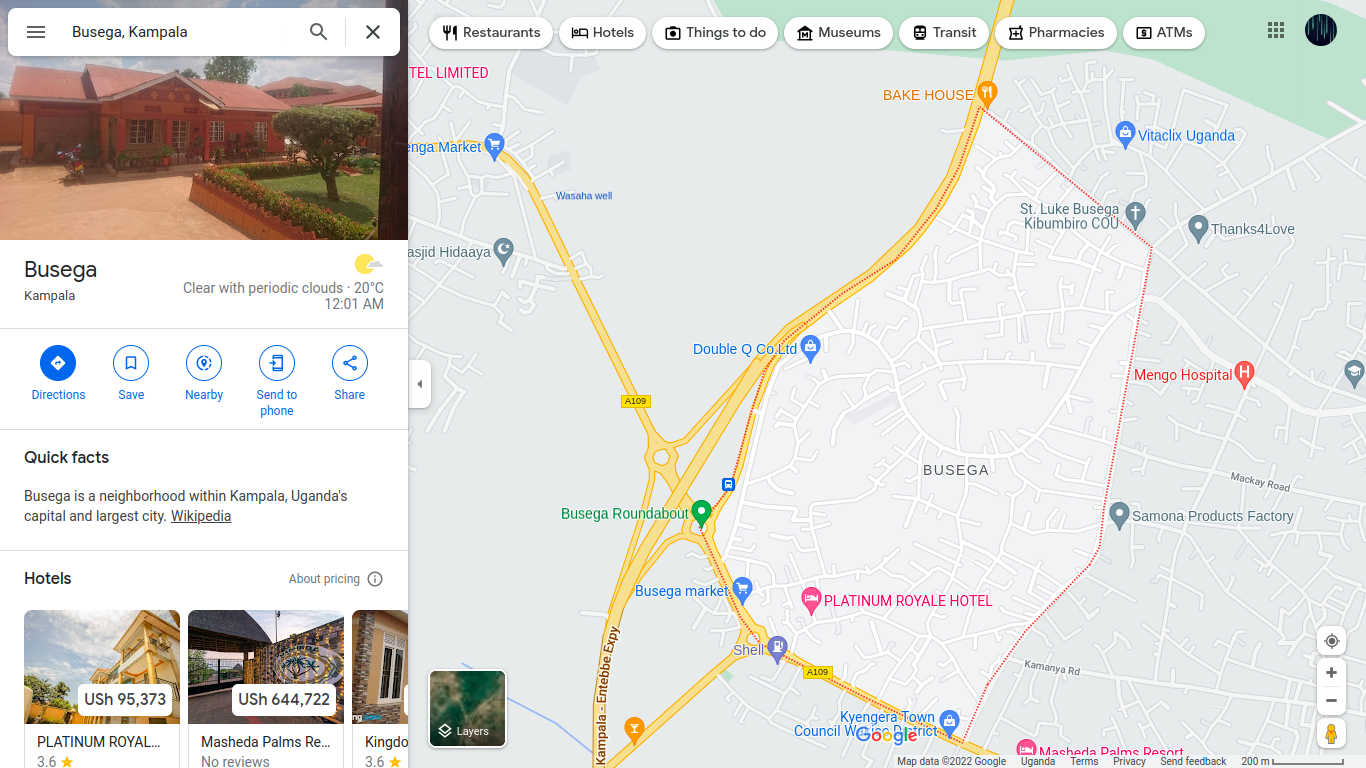 Busega, Kampala
Restaurants
Hotels
Things to do
Museums
Transit
Pharmacies
ATMs
Busega
Kampala
Clear with periodic clouds · 20°C
12:01 AM
Directions
Save
Nearby
Send to
phone
Share
Quick facts
Busega is a neighborhood within Kampala, Uganda's
capital and largest city. Wikipedia
Hotels
About pricing
USh 95,373
USh 644,722
PLATINUM ROYAL...
Masheda Palms Re...
Kingdo
3.6
No reviews
3.6
TEL LIMITED
BAKE HOUSE
Vitaclix Uganda
enga Market
Wasaha well
St. Luke Busega
Kibumbiro COU
Thanks4Love
asjid Hidaaya
Double Q Co.Ltd
Mengo Hospital
A109
BUSEGA
Mackay Road
Busega Roundabout
Samona Products Factory
Busega market
PLATINUM ROYALE HOTEL
Shell
A109
Kamanya Rd
Kampala - Entebbe Expy
Kyengera Town
Council Water District
Google
Masheda Palms Resort
Layers
Map data ©2022 Google
Uganda
Terms
Privacy
Send feedback
200 m